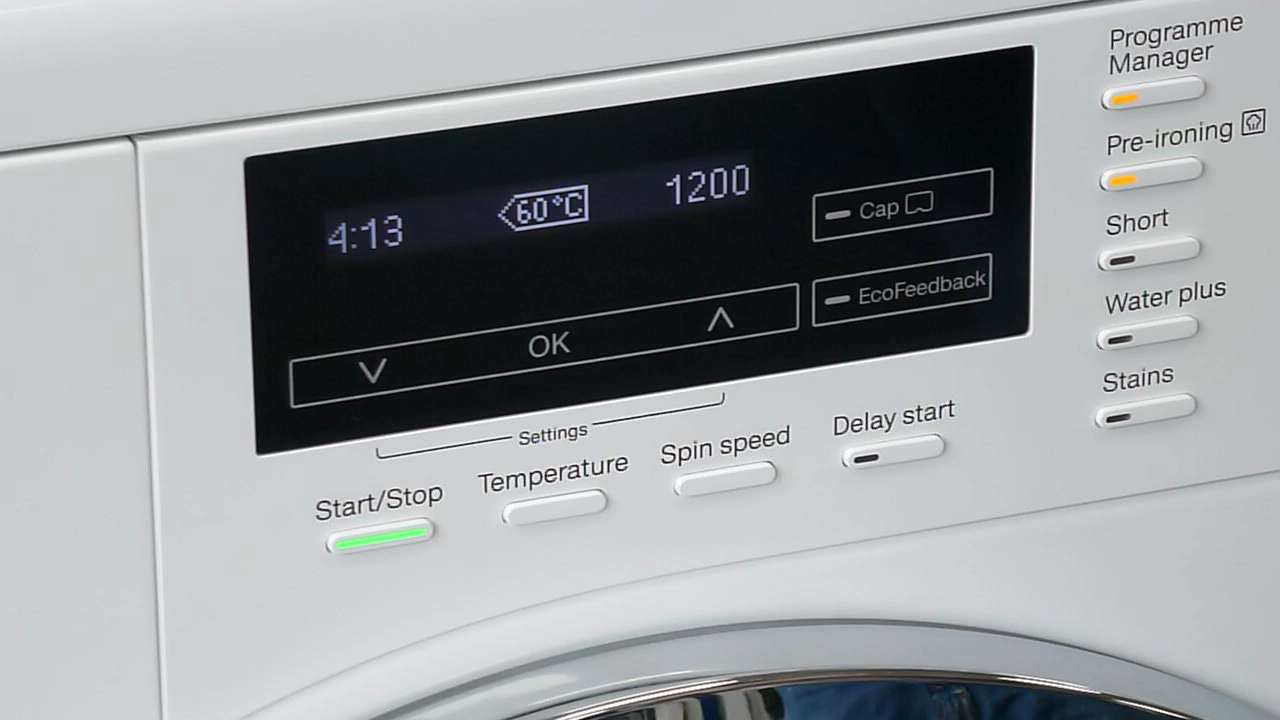 Programme
Manager
Pre-ironing
Short
Water plus
Stains
4:13 60°C 1200
Cap
EcoFeedback
OK
Settings
Start/Stop
Temperature
Spin speed
Delay start